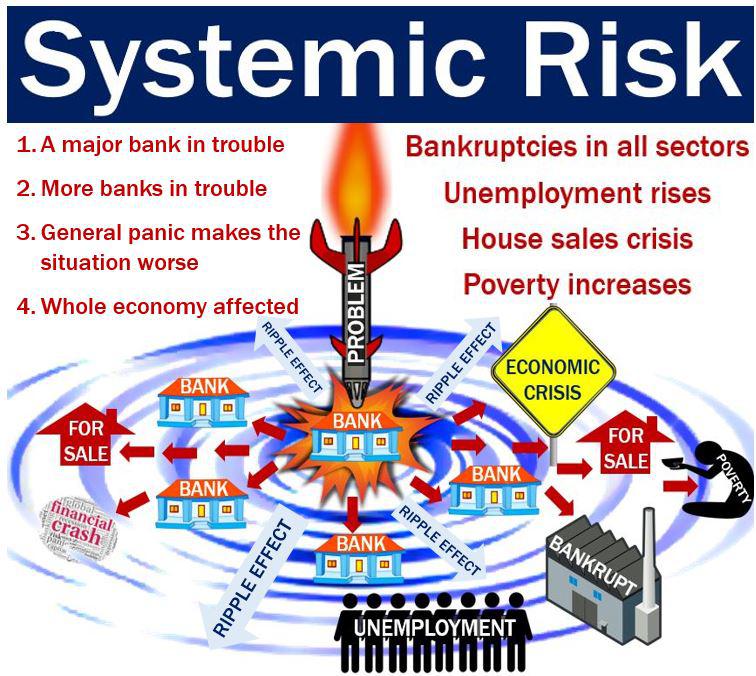 Systemic Risk
1. A major bank in trouble
2. More banks in trouble
3. General panic makes the
situation worse
4. Whole economy affected
Bankruptcies in all sectors
Unemployment rises
House sales crisis
Poverty increases
PROBLEM
RIPPLE EFFECT
RIPPLE EFFECT
ECONOMIC
CRISIS
BANK
BANK
FOR
SALE
FOR
SALE
BANK
BANK
POVERTY
global
financial
crash
RIPPLE EFFECT
RIPPLE EFFECT
BANK
BANKRUPT
UNEMPLOYMENT